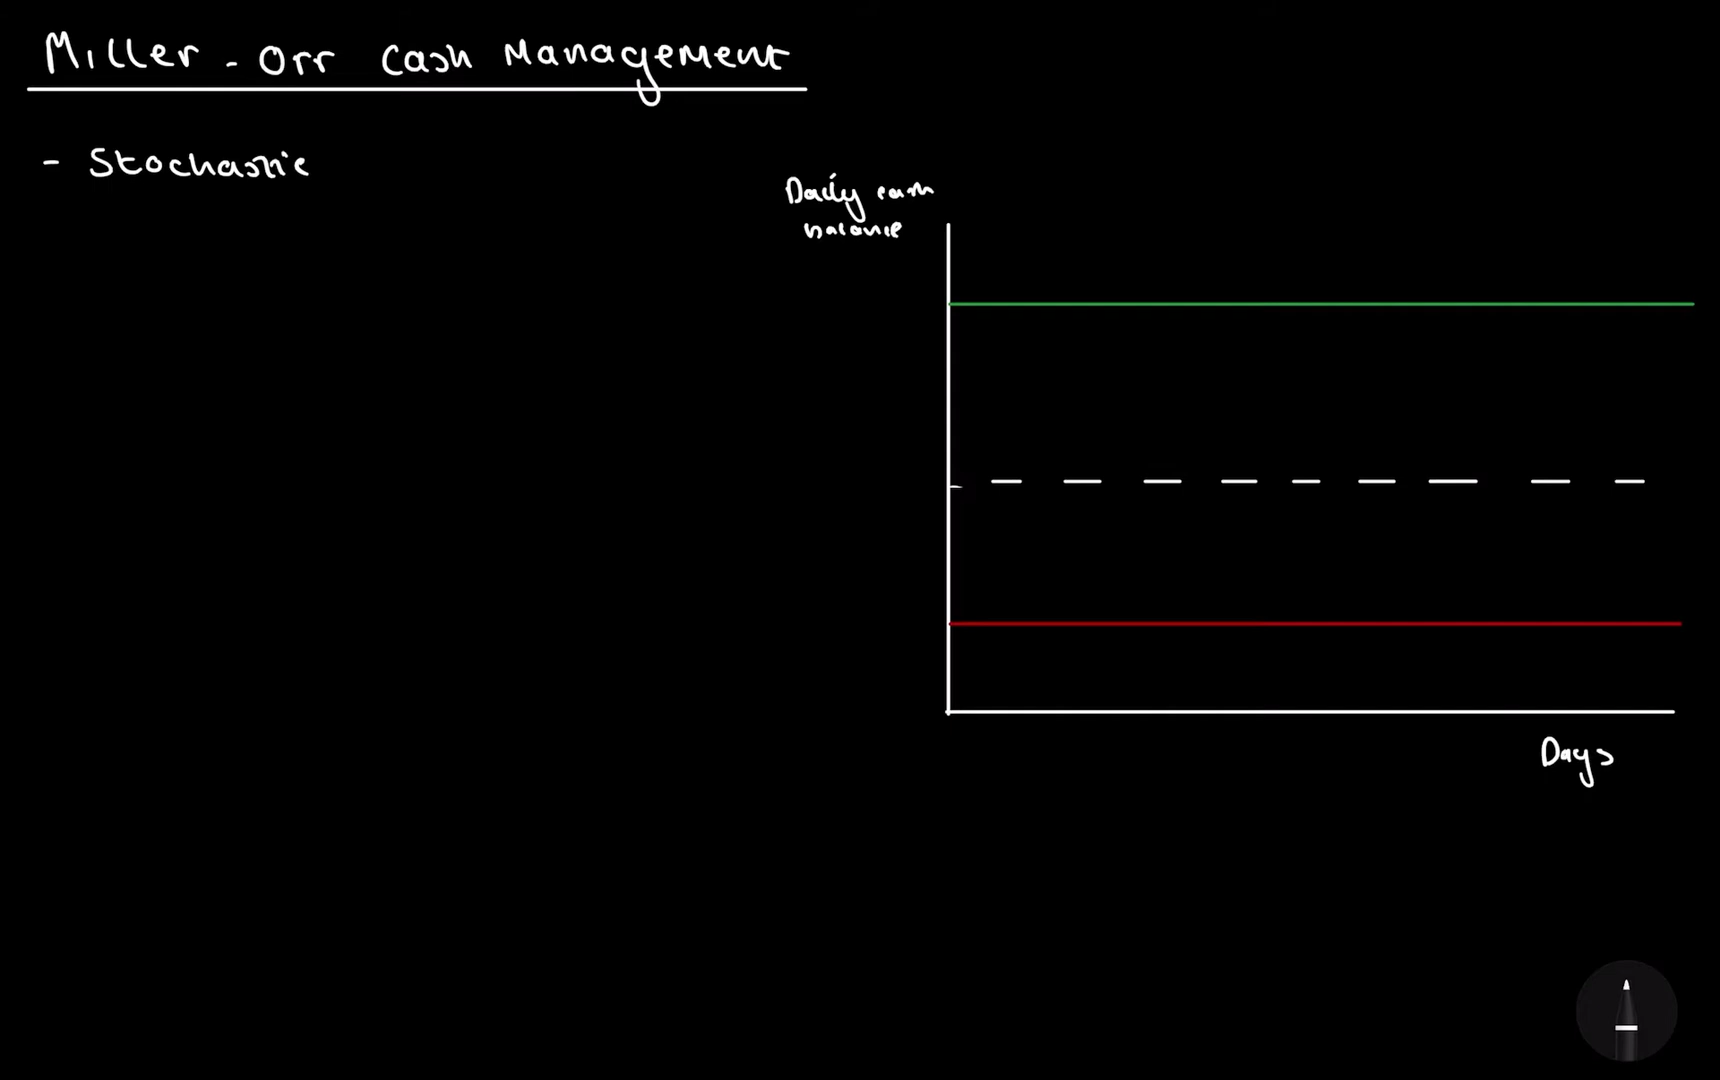 Miller - Orr Cash Management
- Stochastic
Daily cash
balance
Days